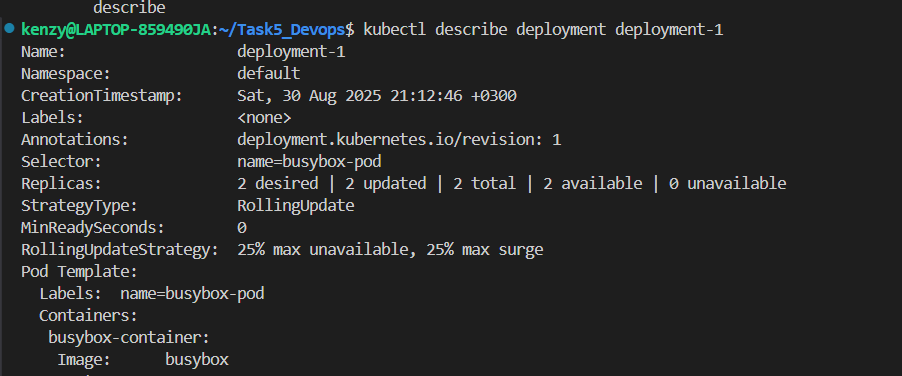 describe
kenzy@LAPTOP-859490JA:~/Task5_Devops$ kubectl describe deployment deployment-1
Name:                   deployment-1
Namespace:              default
CreationTimestamp:      Sat, 30 Aug 2025 21:12:46 +0300
Labels:                 <none>
Annotations:            deployment.kubernetes.io/revision: 1
Selector:               name=busybox-pod
Replicas:               2 desired | 2 updated | 2 total | 2 available | 0 unavailable
StrategyType:           RollingUpdate
MinReadySeconds:        0
RollingUpdateStrategy:  25% max unavailable, 25% max surge
Pod Template:
  Labels:  name=busybox-pod
  Containers:
   busybox-container:
    Image:      busybox